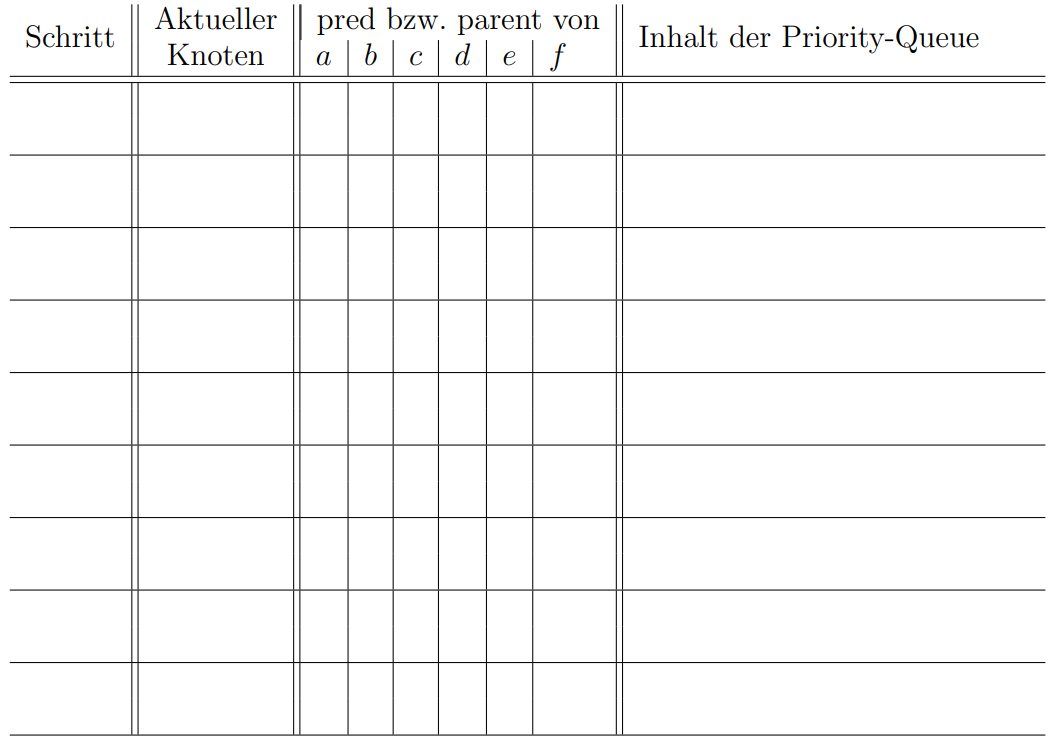 Schritt
Aktueller
Knoten
pred bzw. parent von
a b c d e f
Inhalt der Priority-Queue